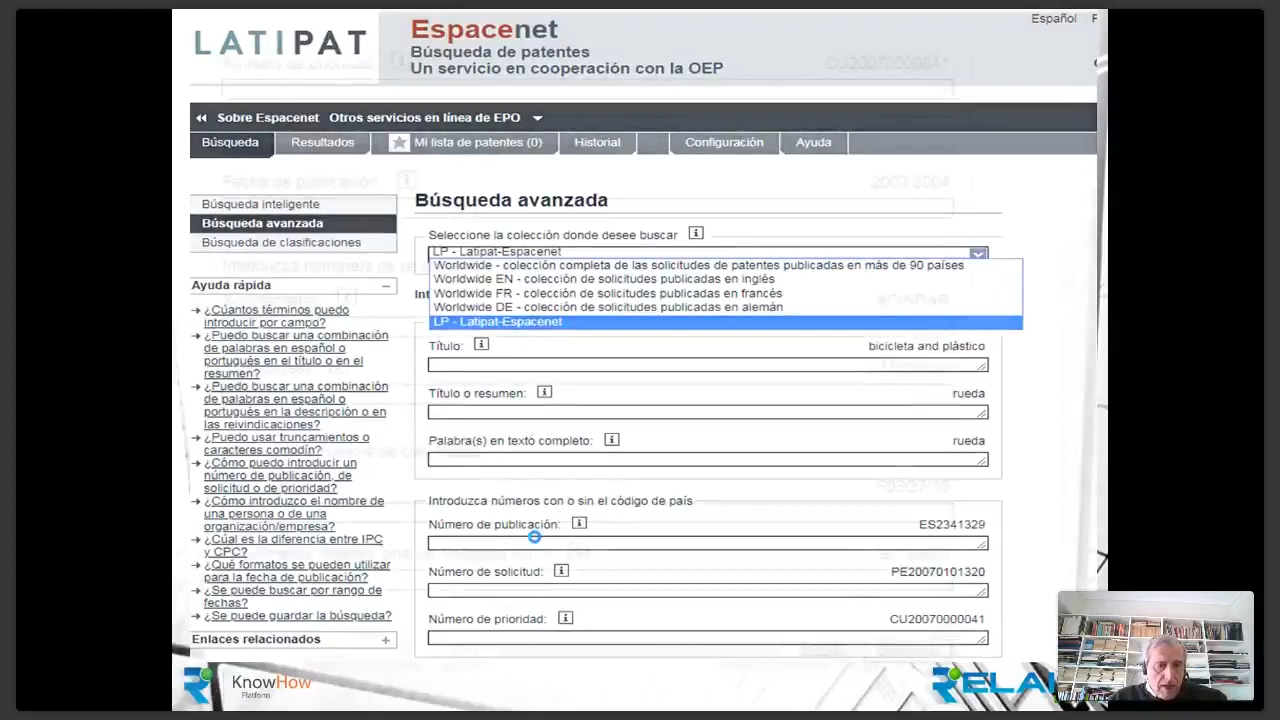 LATIPAT
Espacenet
Búsqueda de patentes
Un servicio en cooperación con la OEP
Español
Sobre Espacenet Otros servicios en línea de EPO
Búsqueda Resultados Mi lista de patentes (0) Historial Configuración Ayuda
Fecha de publicación
2003 2004
CU20070000041
Búsqueda inteligente
Búsqueda avanzada
Búsqueda de clasificaciones
Ayuda rápida
¿Cúantos términos puedo
introducir por campo?
¿Puedo buscar una combinación
de palabras en español o
portugués en el título o en el
resumen?
¿Puedo buscar una combinación
de palabras en español o
portugués en la descripción o en
las reivindicaciones?
¿Puedo usar truncamientos o
caracteres comodín?
¿Cómo puedo introducir un
número de publicación, de
solicitud o de prioridad?
¿Cómo introduzco el nombre de
una persona o de una
organización/empresa?
¿Cuál es la diferencia entre IPC
y CPC?
¿Qué formatos se pueden utilizar
para la fecha de publicación?
¿Se puede buscar por rango de
fechas?
¿Se puede guardar la búsqueda?
Enlaces relacionados
Búsqueda avanzada
Seleccione la colección donde desee buscar
LP - Latipat-Espacenet
Worldwide - colección completa de las solicitudes de patentes publicadas en más de 90 países
Worldwide EN - colección de solicitudes publicadas en inglés
Worldwide FR - colección de solicitudes publicadas en francés
Worldwide DE - colección de solicitudes publicadas en alemán
LP - Latipat-Espacenet
Título: bicicleta and plástico
Título o resumen: rueda
Palabra(s) en texto completo: rueda
Introduzca números con o sin el código de país
Número de publicación: ES2341329
Número de solicitud: PE20070101320
Número de prioridad: CU20070000041
KnowHow
Platform